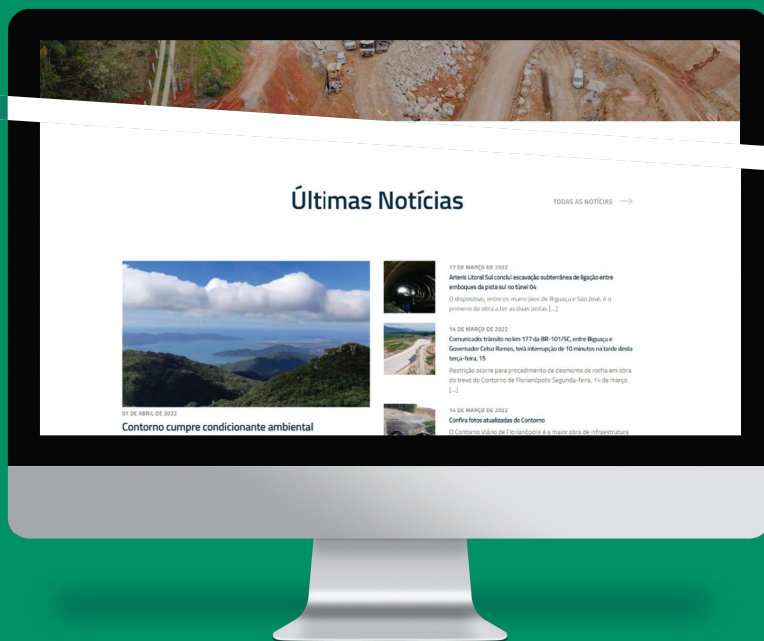 Últimas Notícias
TODAS AS NOTÍCIAS
01 DE ABRIL DE 2022
Contorno cumpre condicionante ambiental
17 DE MARÇO DE 2022
Arteris Litoral Sul conclui escavação subterrânea de ligação entre
emboques da pista sul no túnel 04
O dispositivo, entre os municípios de Biguaçu e São José, é o
primeiro da obra a ter as duas pistas [...]
14 DE MARÇO DE 2022
Comunicado: trânsito no km 177 da BR-101/SC, entre Biguaçu e
Governador Celso Ramos, terá interrupção de 10 minutos na tarde desta
terça-feira, 15
Restrição ocorre para procedimento de desmonte de rocha em obra
do trevo do Contorno de Florianópolis Segunda-feira, 14 de março,
[...]
14 DE MARÇO DE 2022
Confira fotos atualizadas do Contorno
O Contorno Viário de Florianópolis é a maior obra de infraestrutura